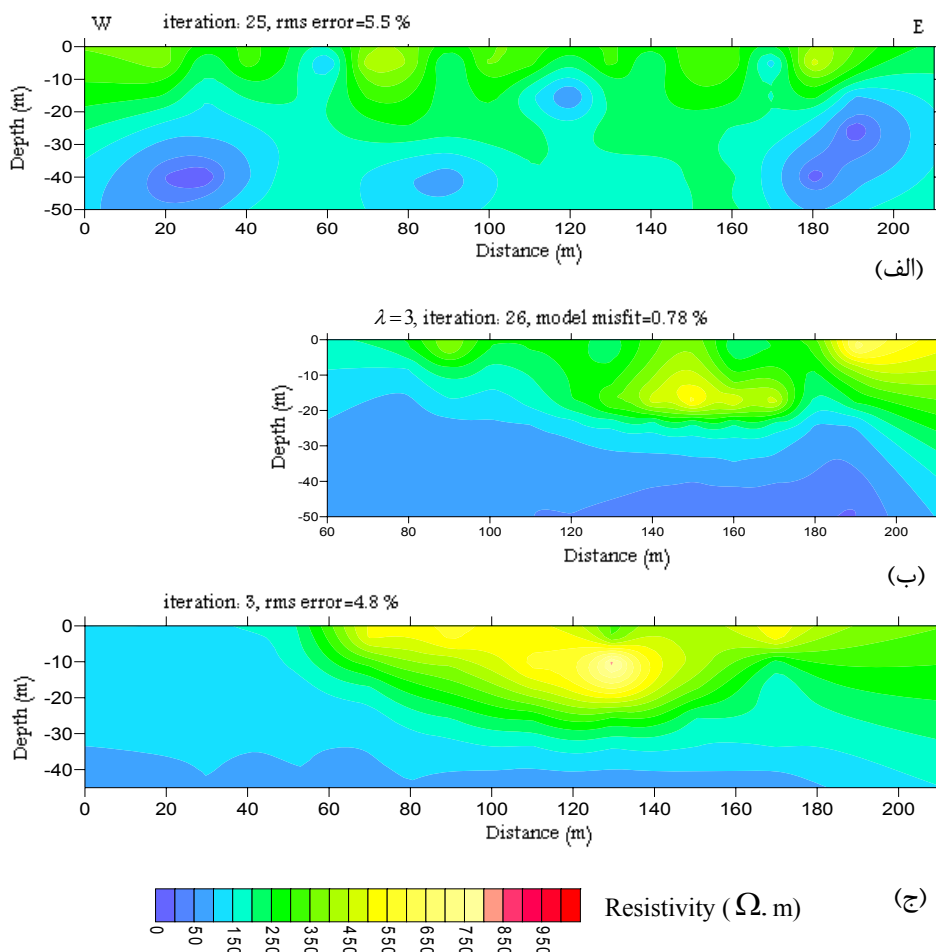 W
iteration: 25, rms error=5.5 %
E
0
-10
-20
-30
-40
-50
Depth (m)
0 20 40 60 80 100 120 140 160 180 200
Distance (m)
(الف)
λ=3, iteration: 26, model misfit=0.78 %
0
-10
-20
-30
-40
-50
Depth (m)
60 80 100 120 140 160 180 200
Distance (m)
(ب)
iteration: 3, rms error=4.8 %
0
-10
-20
-30
-40
Depth (m)
0 20 40 60 80 100 120 140 160 180 200
Distance (m)
(ج)
Resistivity (Ω. m)
0 50 150 250 350 450 550 650 750 850 950